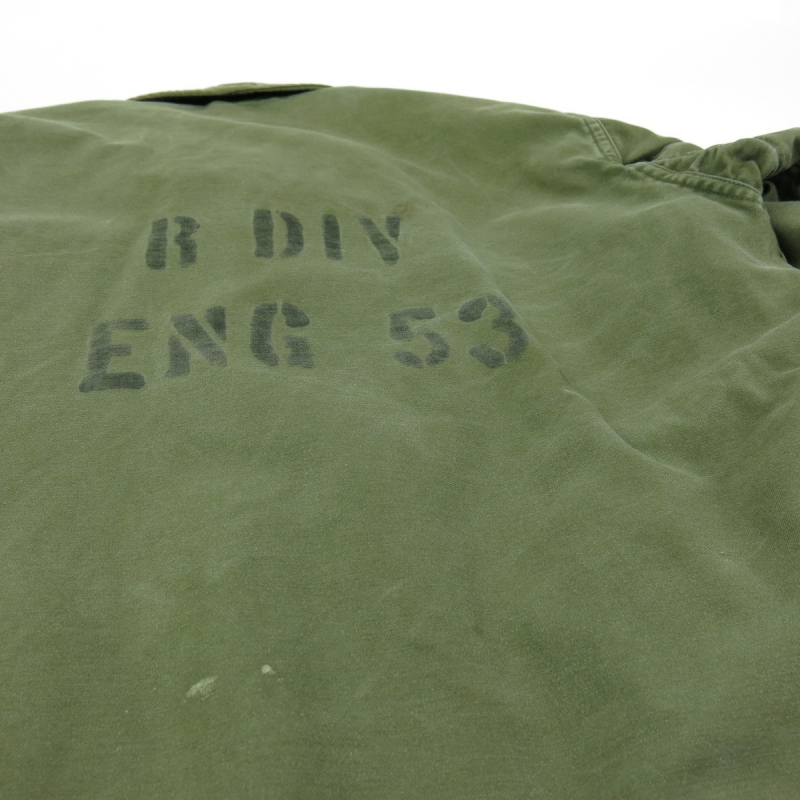 R DIV
ENG 53